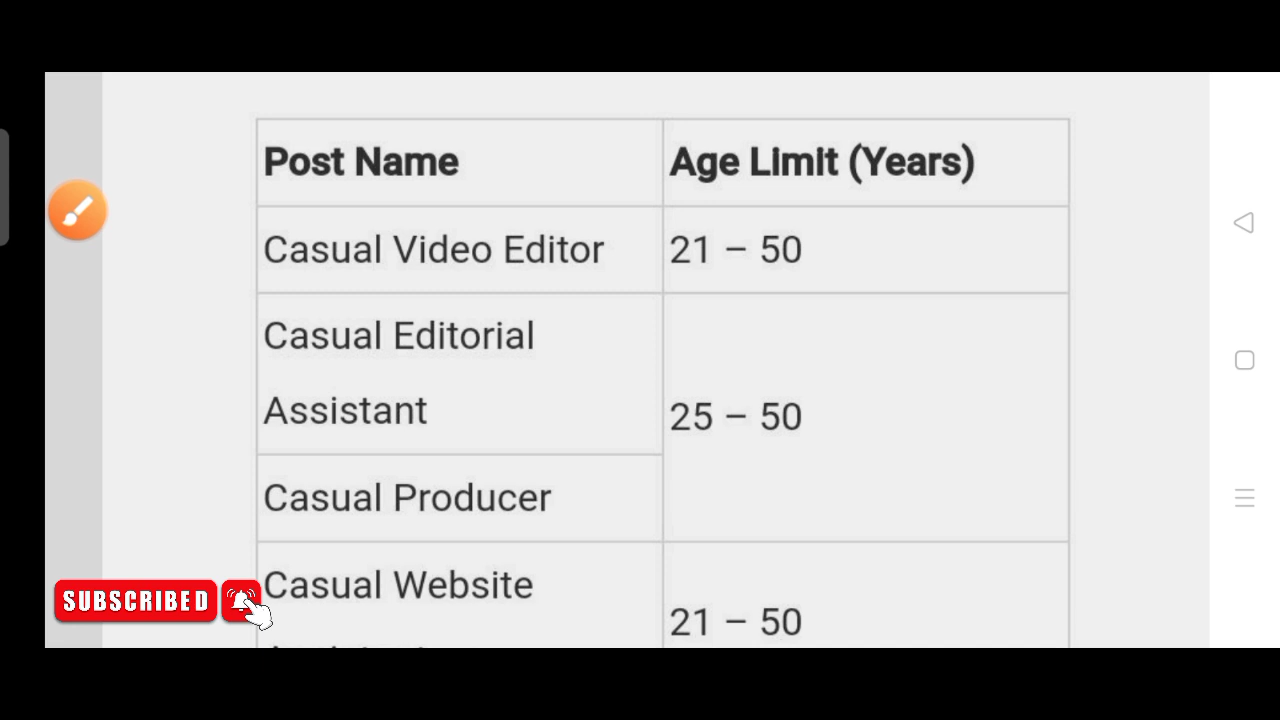 Post Name
Age Limit (Years)
Casual Video Editor
21 – 50
Casual Editorial
Assistant
25 – 50
Casual Producer
Casual Website
21 – 50
SUBSCRIBED